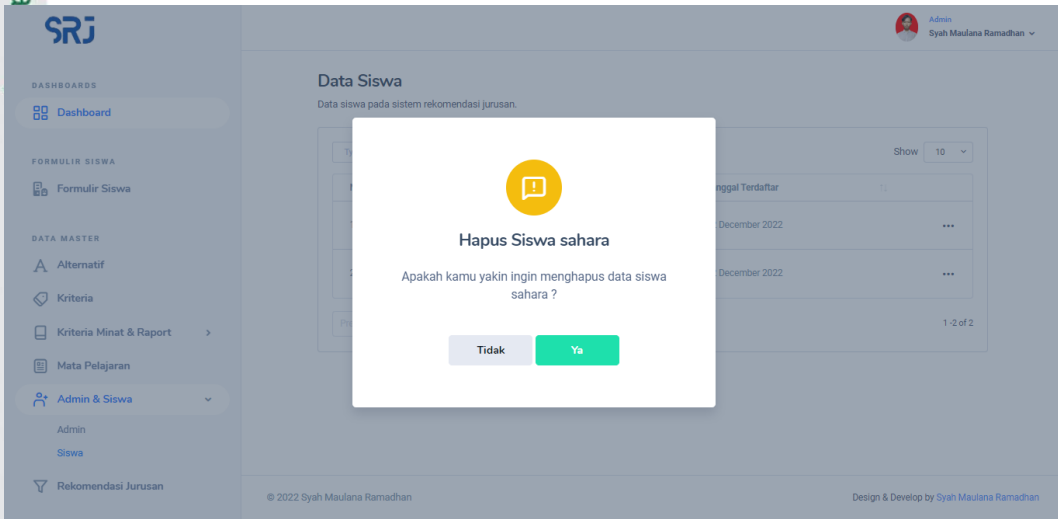 SRJ
Admin
Syah Maulana Ramadhan
DASHBOARDS
Dashboard
FORMULIR SISWA
Formulir Siswa
DATA MASTER
Alternatif
Kriteria
Kriteria Minat & Raport
Mata Pelajaran
Admin & Siswa
Admin
Siswa
Rekomendasi Jurusan
Data Siswa
Data siswa pada sistem rekomendasi jurusan.
Show 10
nggal Terdaftar
December 2022
December 2022
1 -2 of 2
Hapus Siswa sahara
Apakah kamu yakin ingin menghapus data siswa
sahara ?
Tidak Ya
© 2022 Syah Maulana Ramadhan
Design & Develop by Syah Maulana Ramadhan